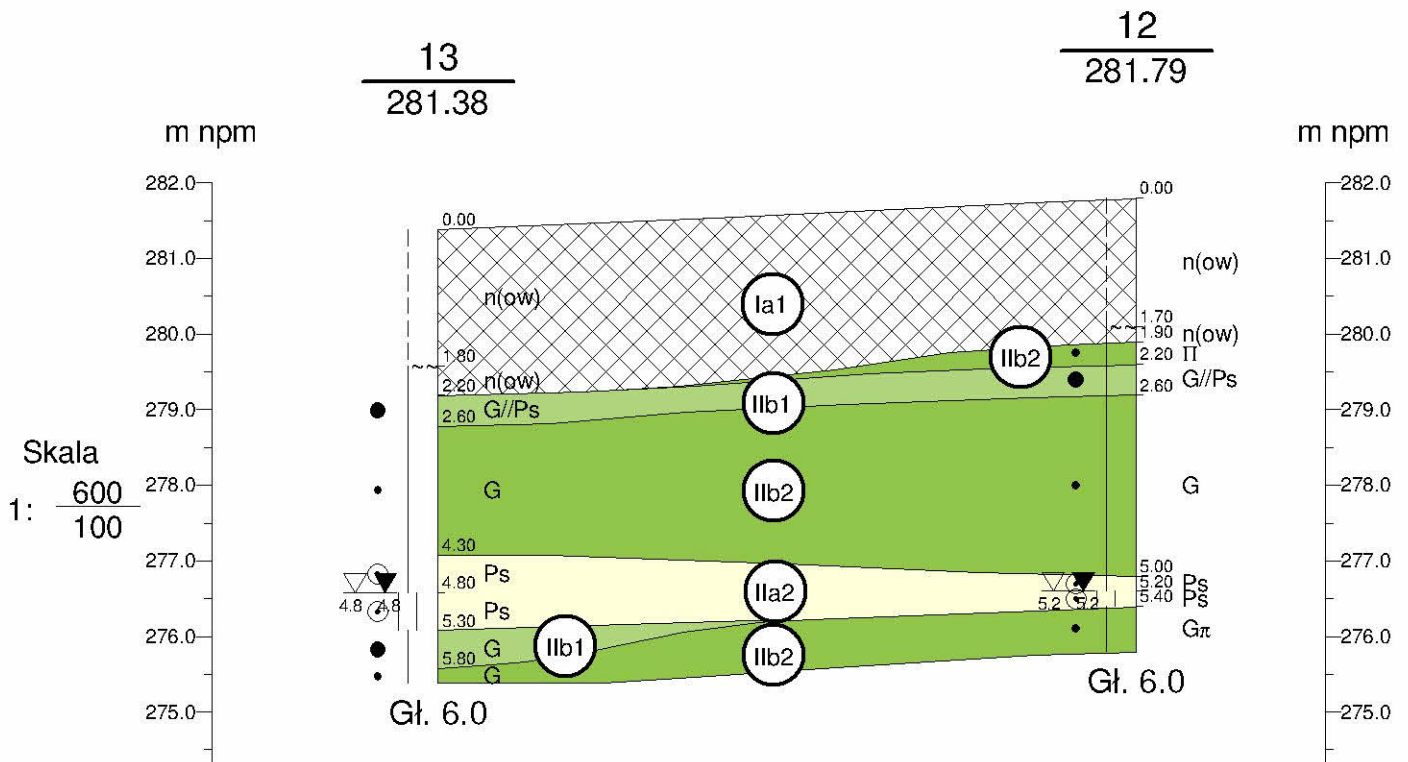 12
281.79
13
281.38
m npm
m npm
282.0
282.0
0.00
0.00
281.0
n(ow)
281.0
n(ow)
Ia1
1.70
280.0
~~
1.90
n(ow)
280.0
1.80
IIb2
2.20
π
~~
2.20
n(ow)
2.60
G//Ps
279.0
2.60
G//Ps
IIb1
279.0
Skala
1: 600
100
278.0
G
IIb2
G
278.0
277.0
4.30
5.00
277.0
Ps
4.80
IIa2
5.20
Ps
4.8
4.8
5.2
5.2
5.40
Ps
Ps
276.0
5.30
Gπ
276.0
IIb1
G
IIb2
5.80
G
Gł. 6.0
Gł. 6.0
275.0
275.0